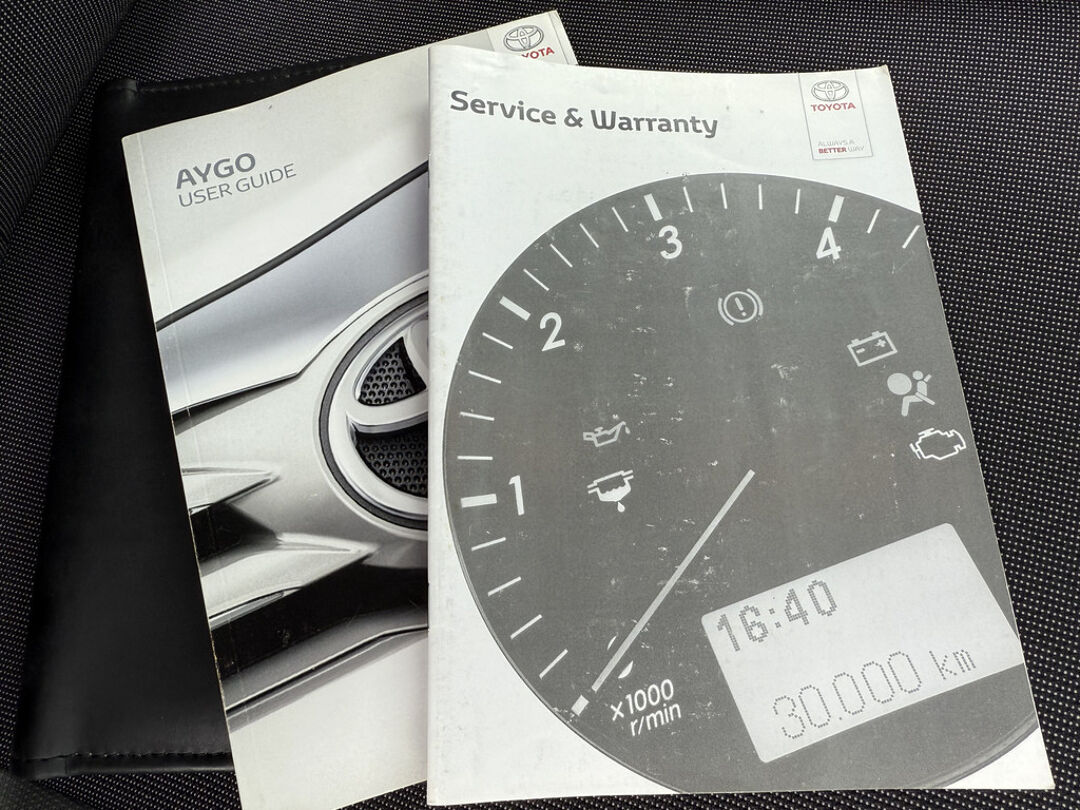 YOTA
AYGO
USER GUIDE
Service & Warranty
TOYOTA
ALWAYS A
BETTER WAY
1
2
3
4
x1000
r/min
16:40
30.000 km